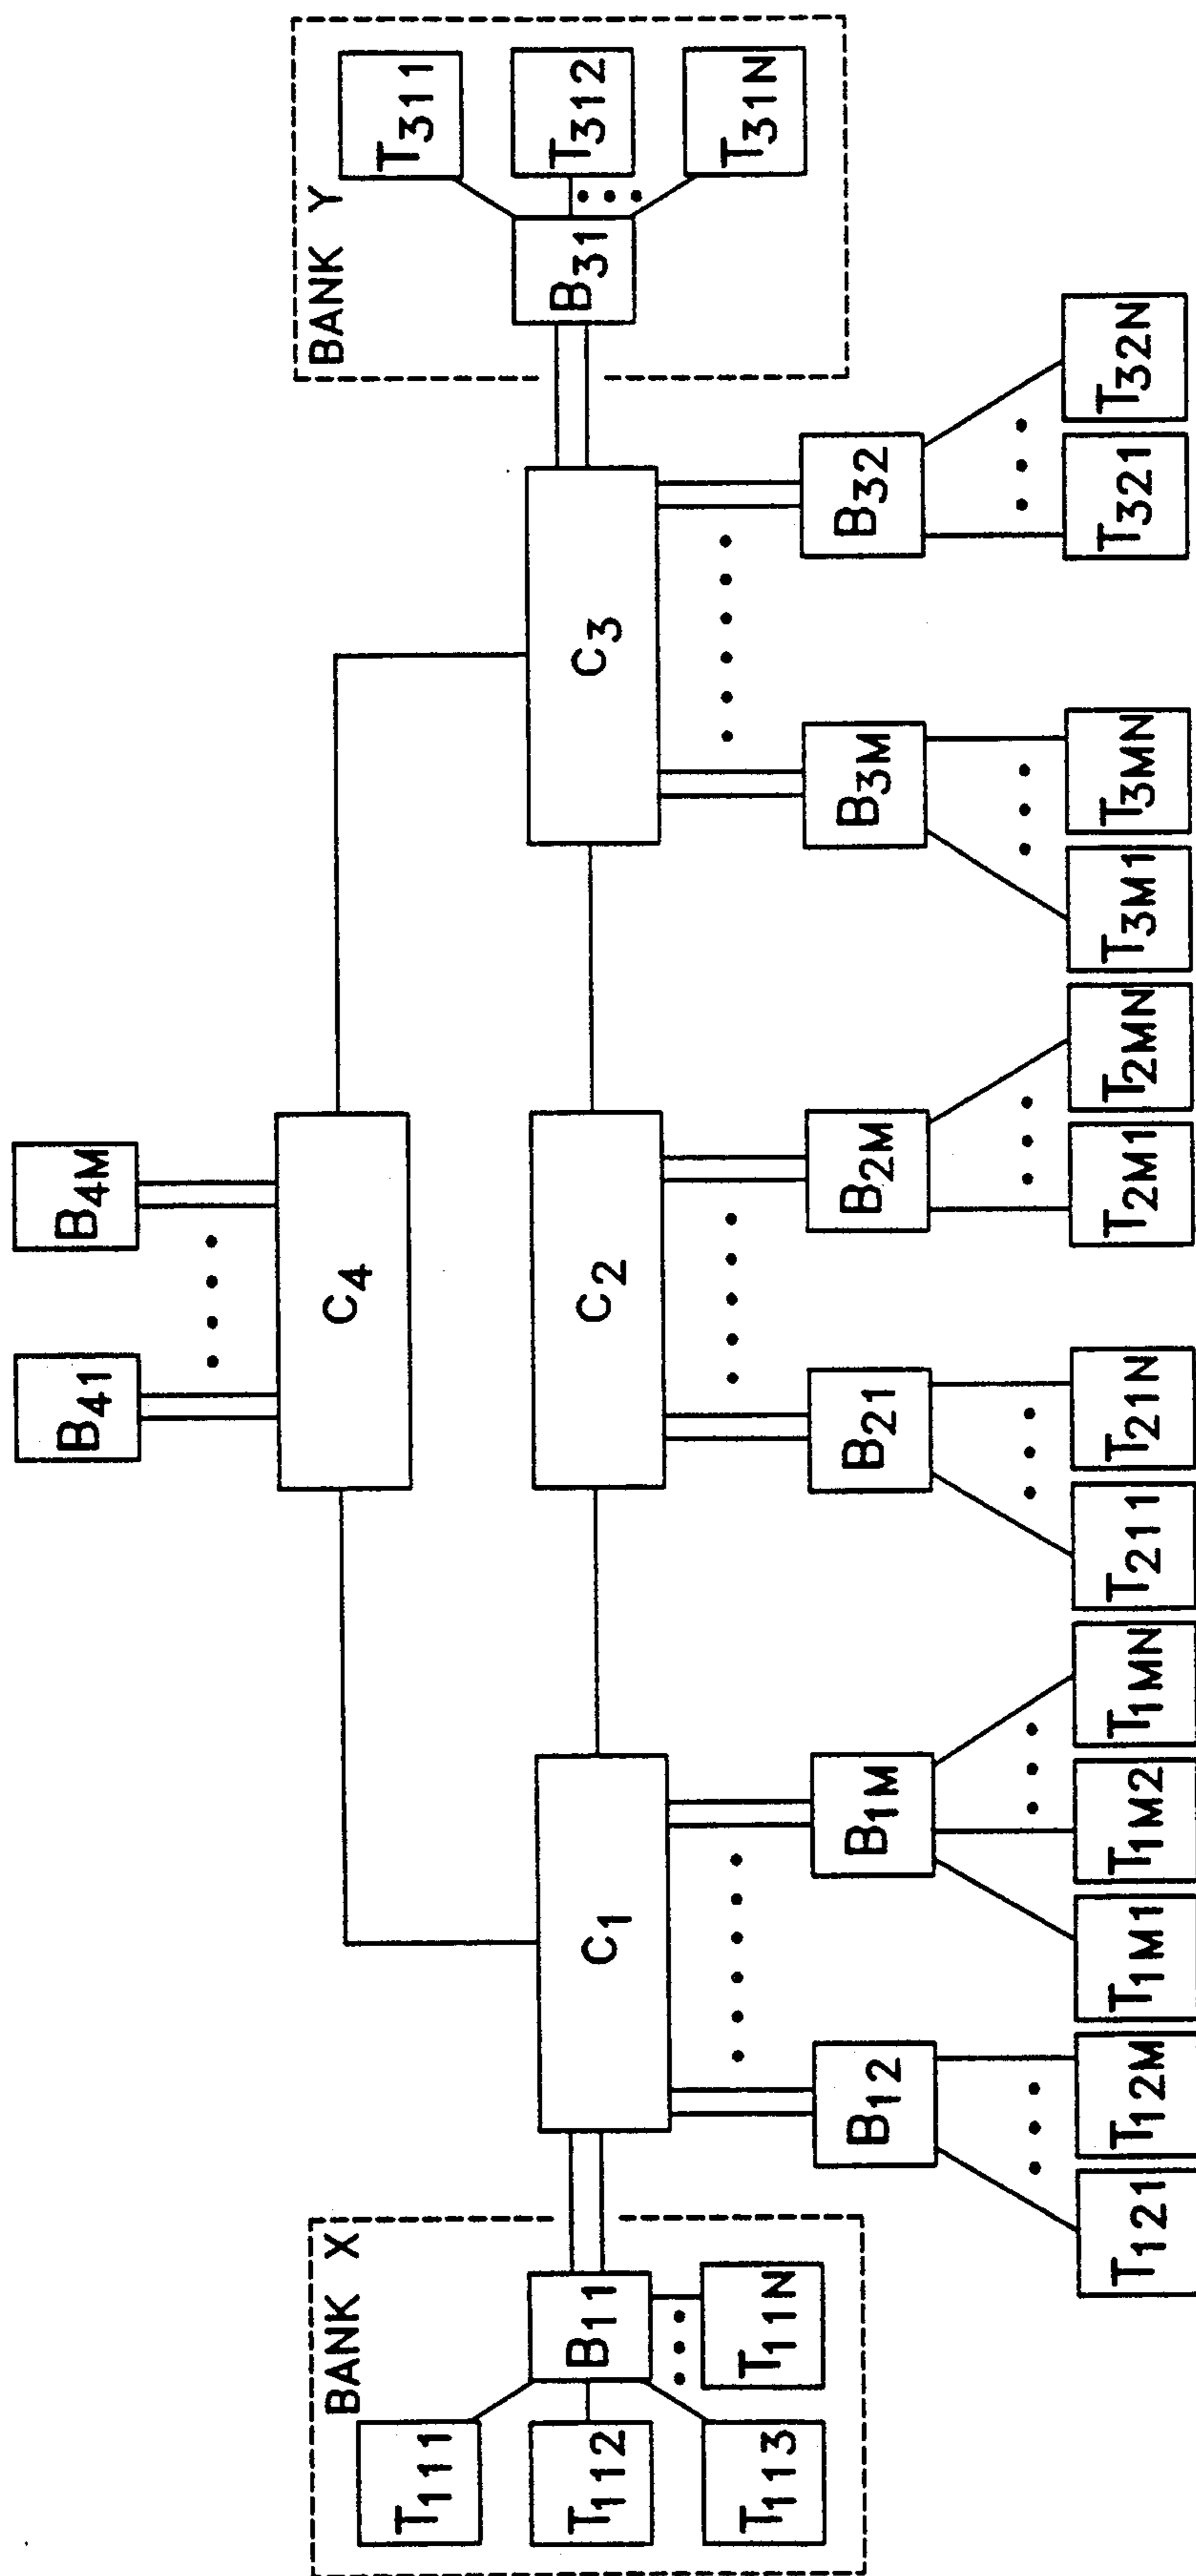 B41
B4M
C4
BANK X
BANK Y
T111
T112
T113
B11
T11N
C1
C2
C3
B31
T311
T312
T31N
B12
B1M
B21
B2M
B3M
B32
T121
T12M
T1M1
T1M2
T1MN
T211
T21N
T2M1
T2MN
T3M1
T3MN
T321
T32N